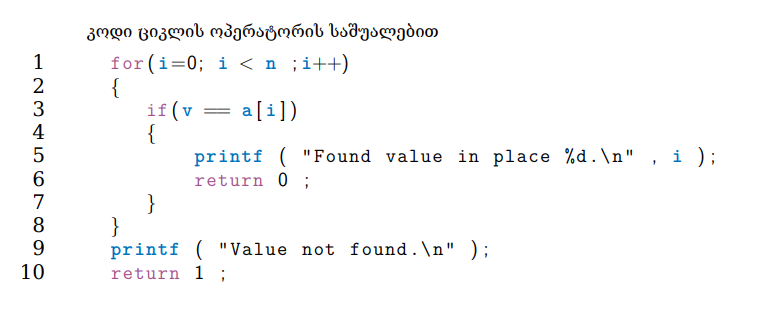 კოდი ციკლის ოპერატორის საშუალებით
1 for(i=0; i < n ;i++)
2 {
3 if(v == a[i])
4 {
5 printf ( "Found value in place %d.\n" , i );
6 return 0 ;
7 }
8 }
9 printf ( "Value not found.\n" );
10 return 1 ;